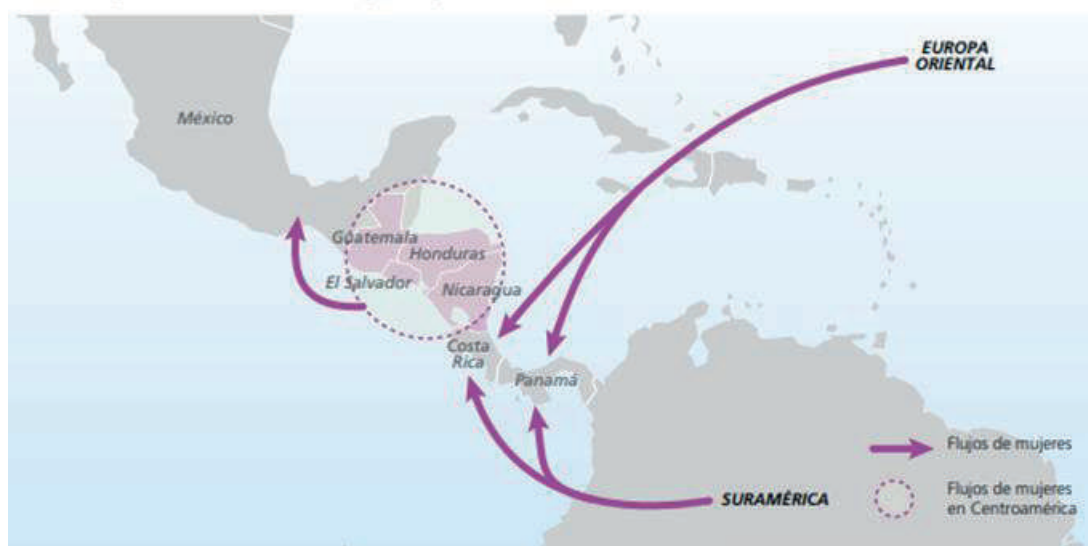 EUROPA
ORIENTAL
México
Guatemala
Honduras
El Salvador
Nicaragua
Costa
Rica
Panamá
Flujos de mujeres
SURAMÉRICA
Flujos de mujeres
en Centroamérica